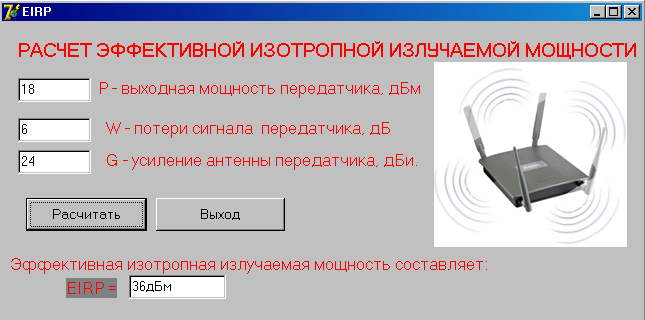 EIRP
РАСЧЕТ ЭФФЕКТИВНОЙ ИЗОТРОПНОЙ ИЗЛУЧАЕМОЙ МОЩНОСТИ
18 P - выходная мощность передатчика, дБм
6 W - потери сигнала передатчика, дБ
24 G - усиление антенны передатчика, дБи.
Расчитать Выход
Эффективная изотропная излучаемая мощность составляет:
EIRP = 36дБм